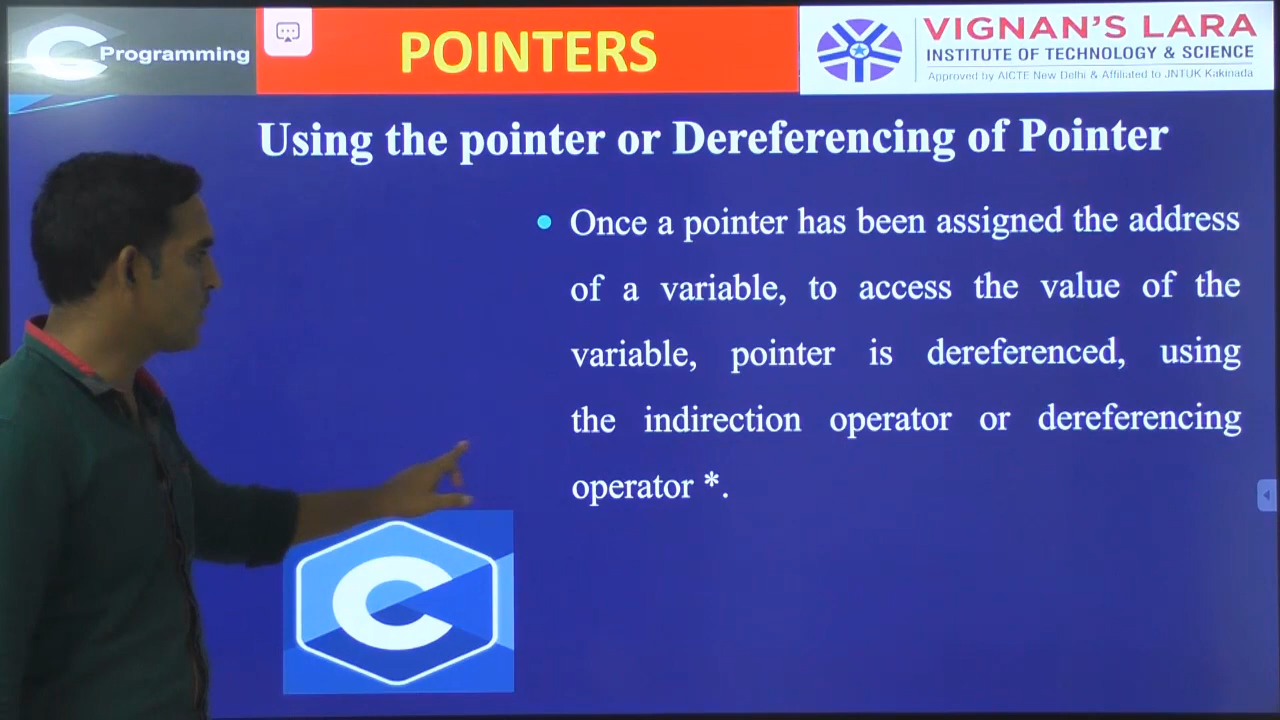 Programming
POINTERS
VIGNAN'S LARA
INSTITUTE OF TECHNOLOGY & SCIENCE
Approved by AICTE New Delhi & Affiliated to JNTUK Kakinada
Using the pointer or Dereferencing of Pointer
Once a pointer has been assigned the address
of a variable, to access the value of the
variable, pointer is dereferenced, using
the indirection operator or dereferencing
operator *.
C